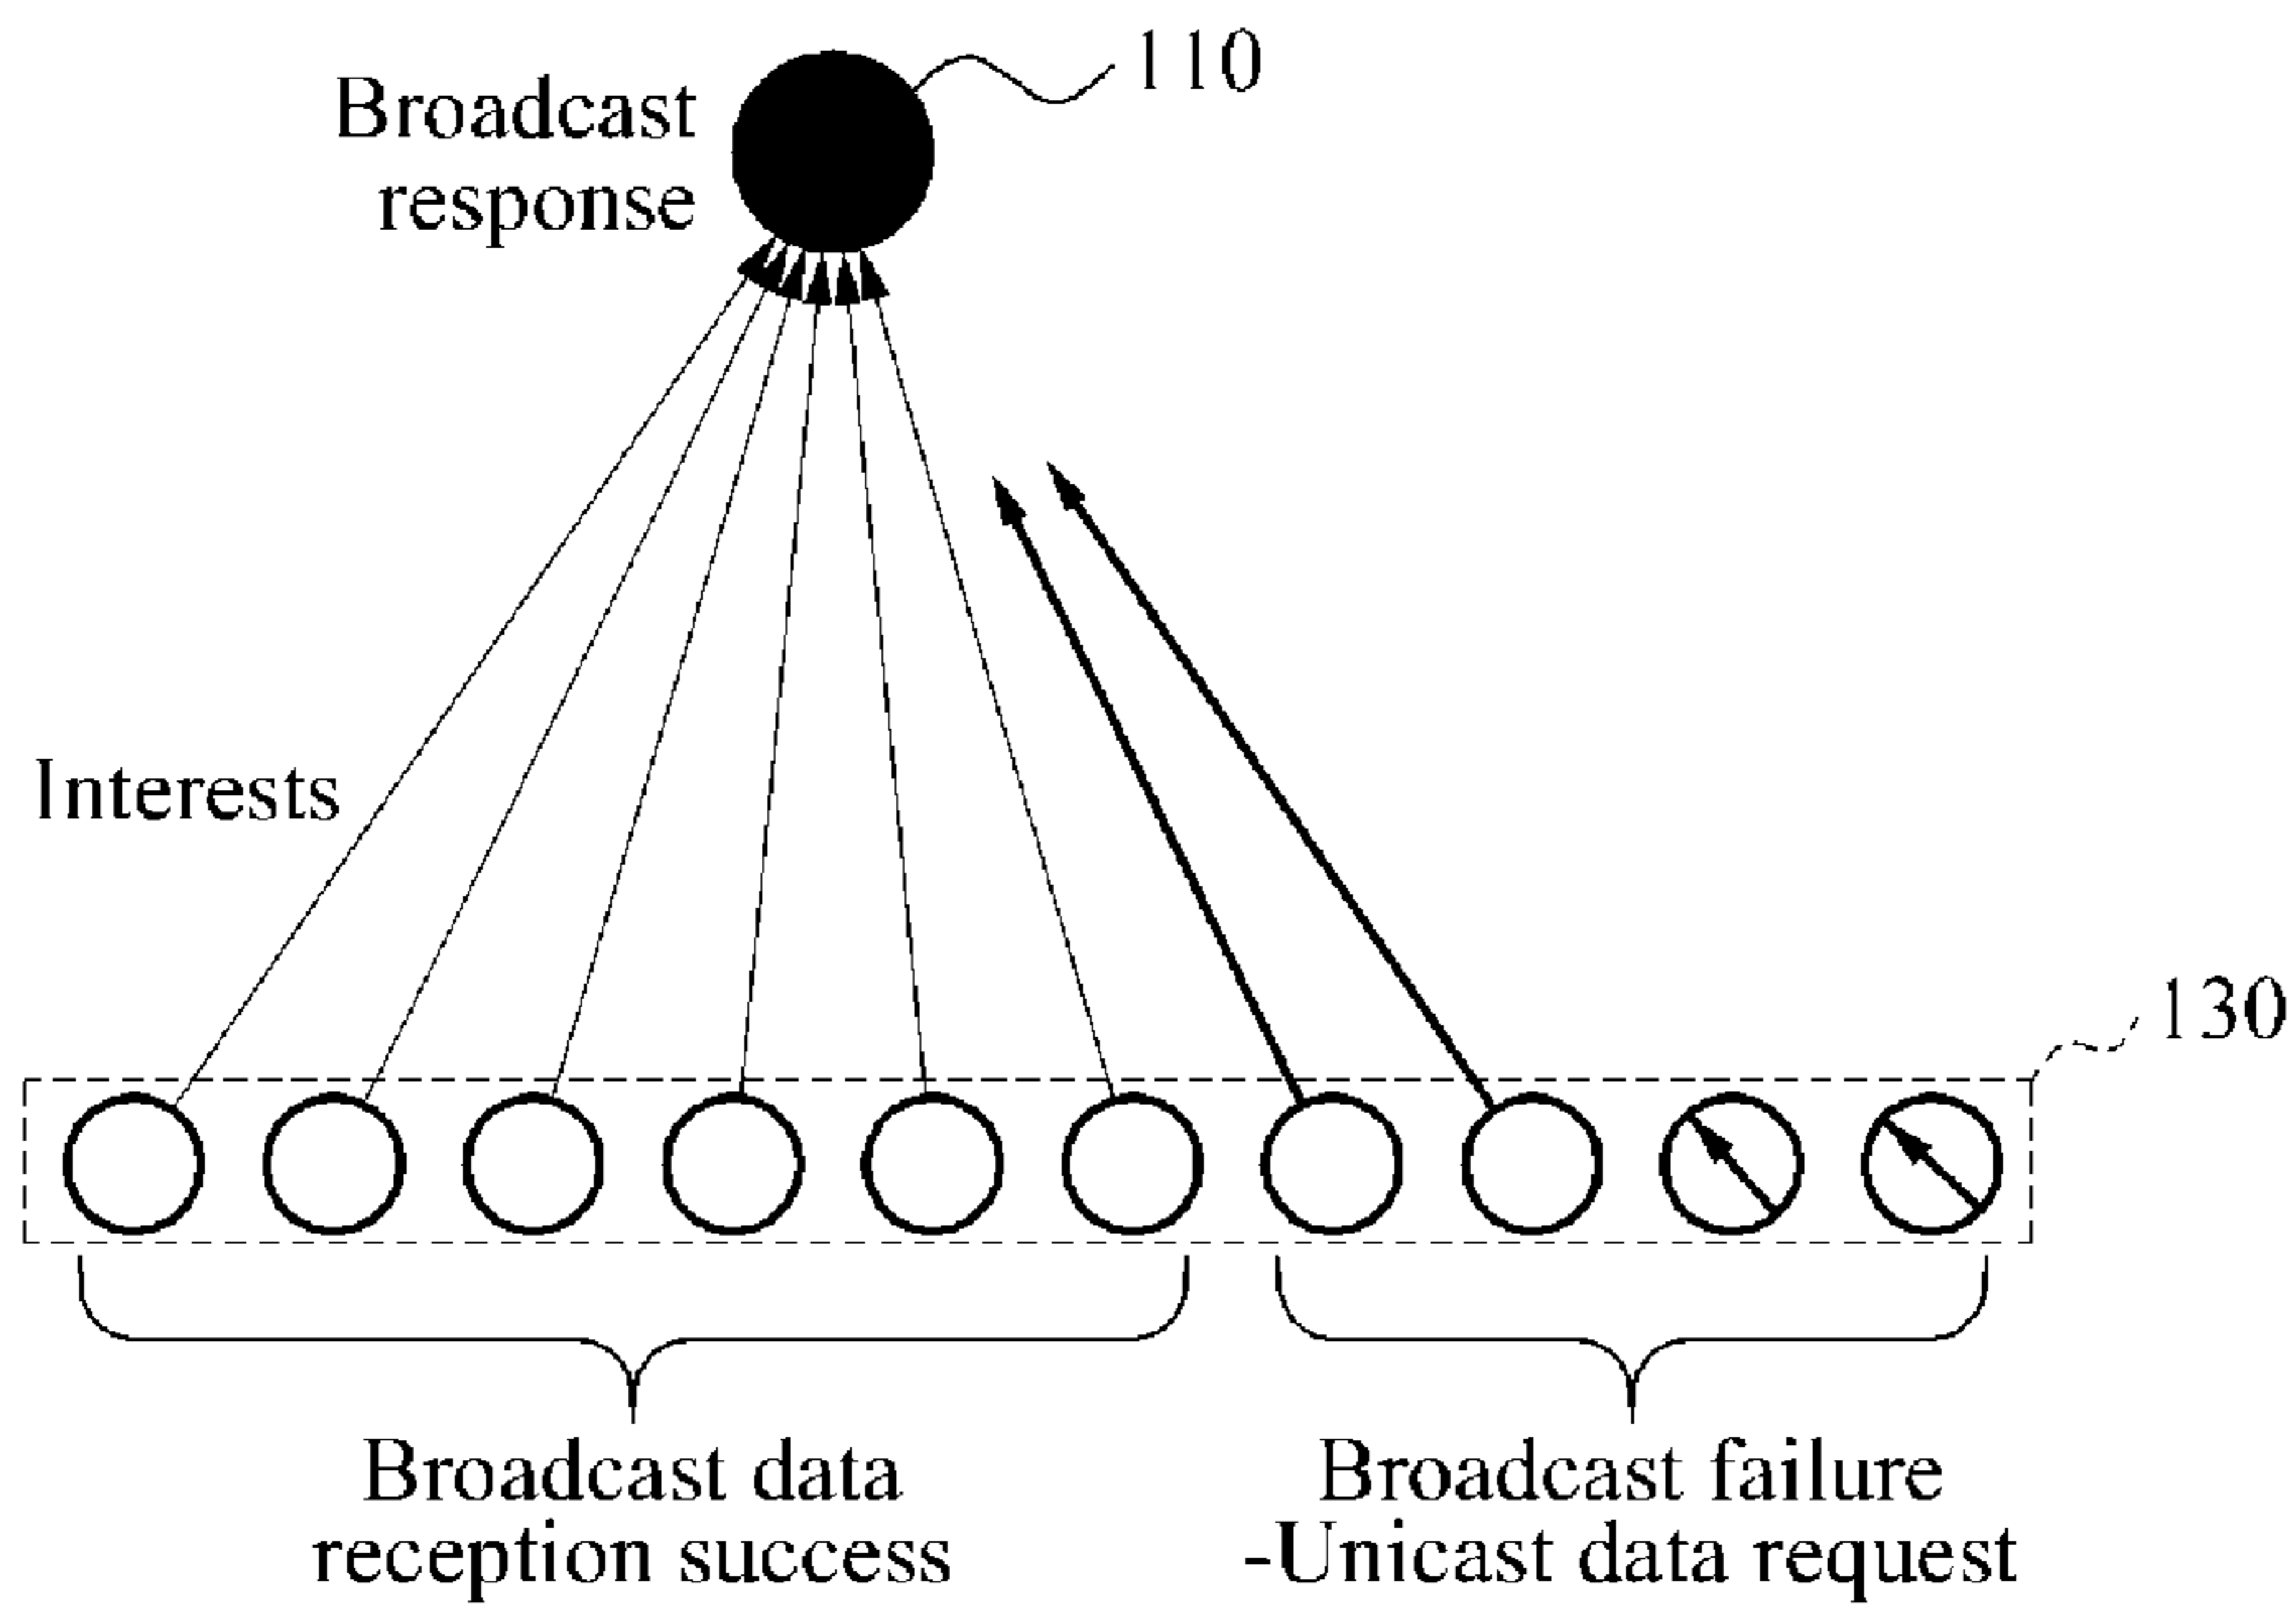 110
Broadcast
response
Interests
130
Broadcast data
reception success
Broadcast failure
-Unicast data request